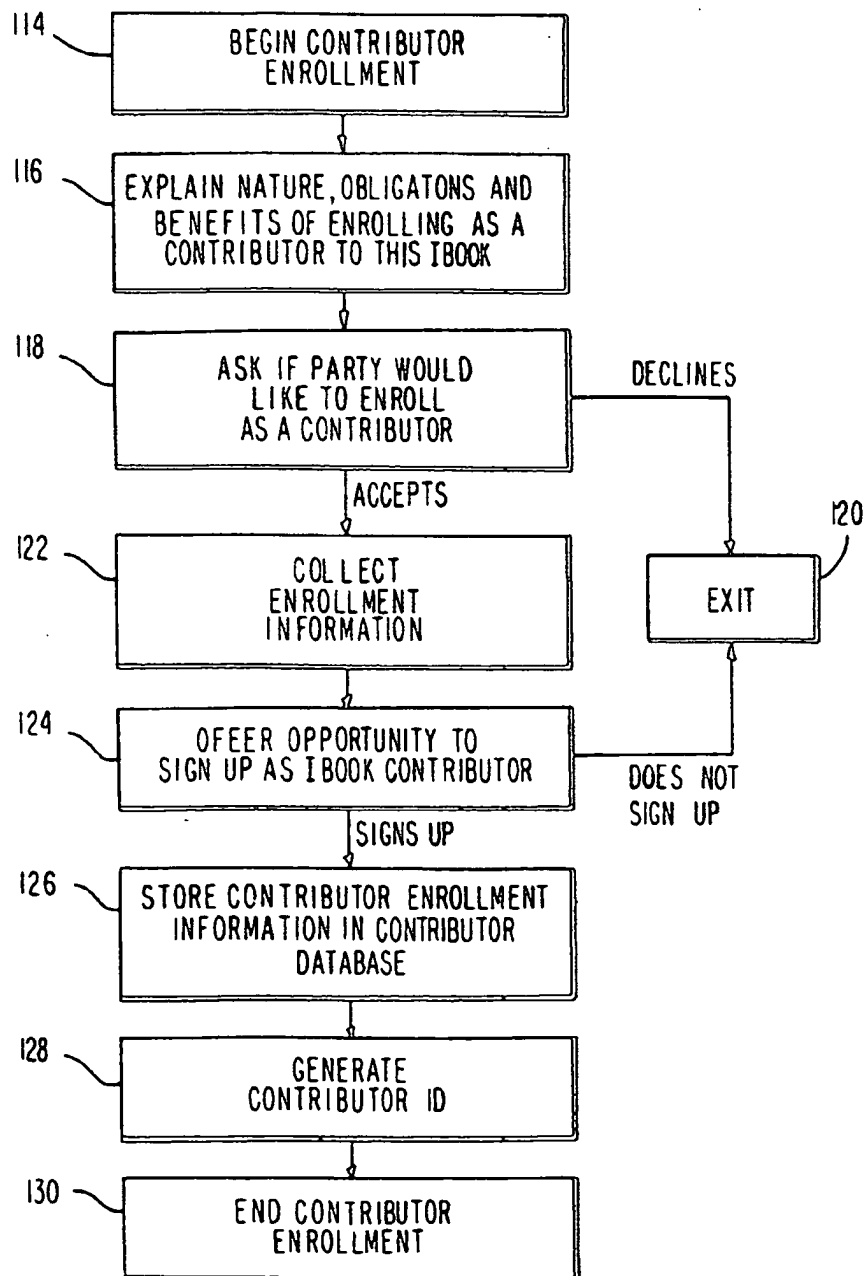 114
BEGIN CONTRIBUTOR
ENROLLMENT
116
EXPLAIN NATURE, OBLIGATONS AND
BENEFITS OF ENROLLING AS A
CONTRIBUTOR TO THIS IBOOK
118
ASK IF PARTY WOULD
LIKE TO ENROLL
AS A CONTRIBUTOR
DECLINES
ACCEPTS
120
EXIT
122
COLLECT
ENROLLMENT
INFORMATION
124
OFEER OPPORTUNITY TO
SIGN UP AS IBOOK CONTRIBUTOR
DOES NOT
SIGN UP
SIGNS UP
126
STORE CONTRIBUTOR ENROLLMENT
INFORMATION IN CONTRIBUTOR
DATABASE
128
GENERATE
CONTRIBUTOR ID
130
END CONTRIBUTOR
ENROLLMENT